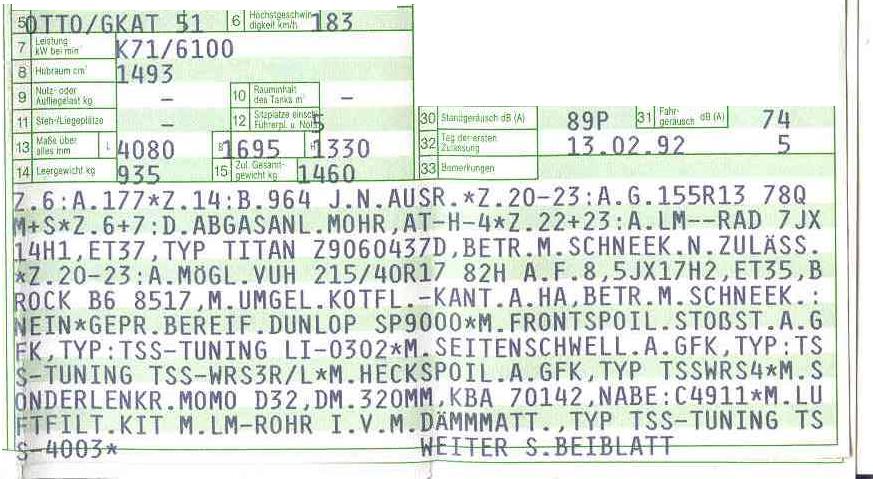 5 OTTO/GKAT 51 6 Höchstgeschwin-digkeit km/h 183
7 Leistung kW bei min K71/6100
8 Hubraum cm³ 1493
9 Nutz- oder Aufliegelast kg – 10 Rauminhalt des Tanks m³ –
11 Steh-/Liegeplätze 12 Sitzplätze einschl. Führerpl. u. Nots. 5 30 Standgeräusch dB (A) 89P 31 Fahr-geräusch dB (A) 74
13 Maße über alles mm L 4080 B 1695 H 1330 32 Tag der ersten Zulassung 13.02.92 5
14 Leergewicht kg 935 15 Zul. Gesamt-gewicht kg 1460 33 Bemerkungen
Z.6:A.177*Z.14:B.964 J.N.AUSR.*Z.20-23:A.G.155R13 78Q
M+S*Z.6+7:D.ABGASANL.MOHR,AT-H-4*Z.22+23:A.LM--RAD 7JX
14H1,ET37,TYP TITAN Z9060437D,BETR.M.SCHNEEK.N.ZULÄSS.
*Z.20-23:A.MÖGL.VUH 215/40R17 82H A.F.8,5JX17H2,ET35,B
ROCK B6 8517,M.UMGEL.KOTFL.-KANT.A.HA,BETR.M.SCHNEEK.:
NEIN*GEPR.BEREIF.DUNLOP SP9000*M.FRONTSPOIL.STOßST.A.G
FK,TYP:TSS-TUNING LI-0302*M.SEITENSCHWELL.A.GFK,TYP:TS
S-TUNING TSS-WRS3R/L*M.HECKSPOIL.A.GFK,TYP TSSWRS4*M.S
ONDERLENKR.MOMO D32,DM.320MM,KBA 70142,NABE:C4911*M.LU
FTFILT.KIT M.LM-ROHR I.V.M.DÄMMMATT.,TYP TSS-TUNING TS
S-4003* WEITER S.BEIBLATT